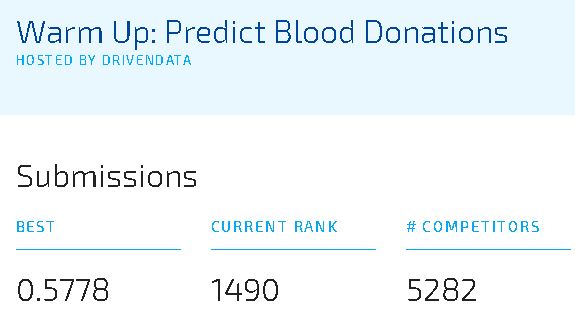 Warm Up: Predict Blood Donations
HOSTED BY DRIVENDATA
Submissions
BEST CURRENT RANK # COMPETITORS
0.5778 1490 5282